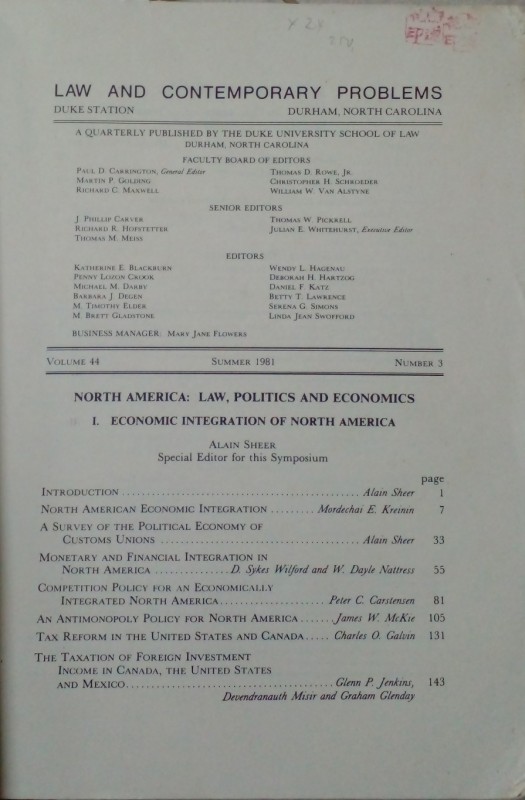 LAW AND CONTEMPORARY PROBLEMS
DUKE STATION DURHAM, NORTH CAROLINA
A QUARTERLY PUBLISHED BY THE DUKE UNIVERSITY SCHOOL OF LAW
DURHAM, NORTH CAROLINA
FACULTY BOARD OF EDITORS
PAUL D. CARRINGTON, General Editor THOMAS D. ROWE, JR.
MARTIN P. GOLDING CHRISTOPHER H. SCHROEDER
RICHARD C. MAXWELL WILLIAM W. VAN ALSTYNE
SENIOR EDITORS
J. PHILLIP CARVER THOMAS W. PICKRELL
RICHARD R. HOFSTETTER JULIAN E. WHITEHURST, Executive Editor
THOMAS M. MEISS
EDITORS
KATHERINE E. BLACKBURN WENDY L. HAGENAU
PENNY LOZON CROOK DEBORAH H. HARTZOG
MICHAEL M. DARBY DANIEL F. KATZ
BARBARA J. DEGEN BETTY T. LAWRENCE
M. TIMOTHY ELDER SERENA G. SIMONS
M. BRETT GLADSTONE LINDA JEAN SWOFFORD
BUSINESS MANAGER: MARY JANE FLOWERS
VOLUME 44 SUMMER 1981 NUMBER 3
NORTH AMERICA: LAW, POLITICS AND ECONOMICS
I. ECONOMIC INTEGRATION OF NORTH AMERICA
ALAIN SHEER
Special Editor for this Symposium
page
INTRODUCTION ........ Alain Sheer 1
NORTH AMERICAN ECONOMIC INTEGRATION ......... Mordechai E. Kreinin 7
A SURVEY OF THE POLITICAL ECONOMY OF
CUSTOMS UNIONS ........ Alain Sheer 33
MONETARY AND FINANCIAL INTEGRATION IN
NORTH AMERICA ........ D. Sykes Wilford and W. Dayle Nattress 55
COMPETITION POLICY FOR AN ECONOMICALLY
INTEGRATED NORTH AMERICA ........ Peter C. Carstensen 81
AN ANTIMONOPOLY POLICY FOR NORTH AMERICA ....... James W. McKie 105
TAX REFORM IN THE UNITED STATES AND CANADA ..... Charles O. Galvin 131
THE TAXATION OF FOREIGN INVESTMENT
INCOME IN CANADA, THE UNITED STATES
AND MEXICO ........ Glenn P. Jenkins, 143
Devendranauth Misir and Graham Glenday